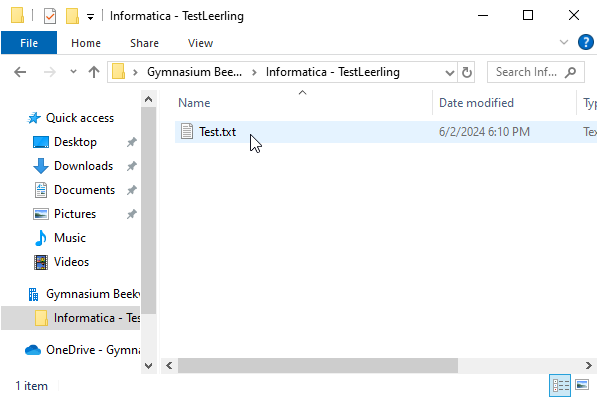 Informatica - TestLeerling
File Home Share View
Gymnasium Bee... Informatica - TestLeerling Search Inf...
Name Date modified Typ
Quick access
Test.txt 6/2/2024 6:10 PM Tex
Desktop
Downloads
Documents
Pictures
Music
Videos
Gymnasium Beekv
Informatica - Tes
OneDrive - Gymna
1 item